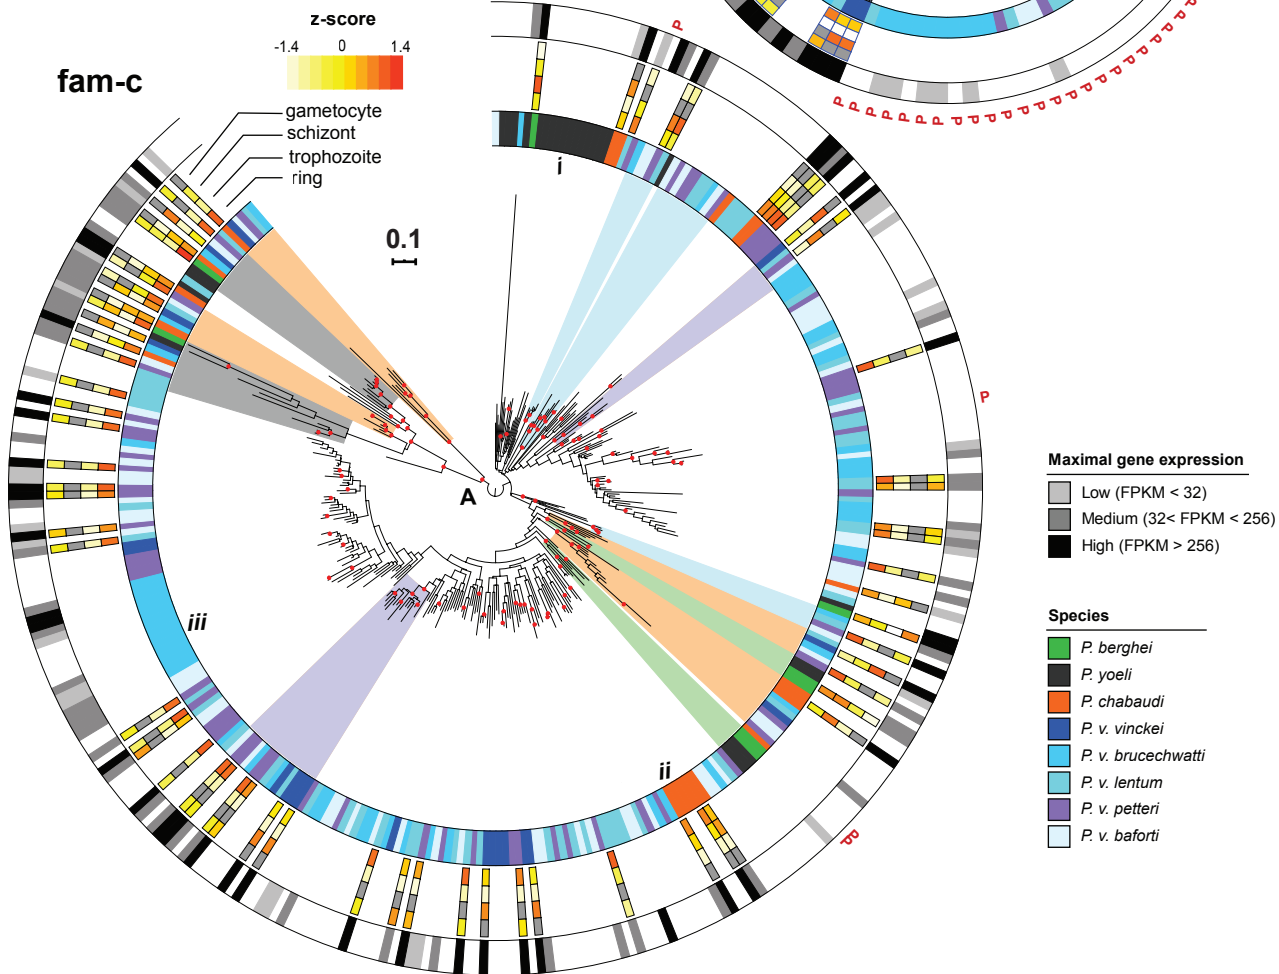 z-score
-1.4 0 1.4
fam-c
gametocyte
schizont
trophozoite
ring
0.1
P
P P P P P P P P P P P P P P P P P P P P P P P P
i
P
A
Maximal gene expression
Low (FPKM < 32)
Medium (32< FPKM < 256)
High (FPKM > 256)
Species
P. berghei
P. yoeli
P. chabaudi
P. v. vinckei
P. v. brucechwatti
P. v. lentum
P. v. petteri
P. v. baforti
iii
ii
P P